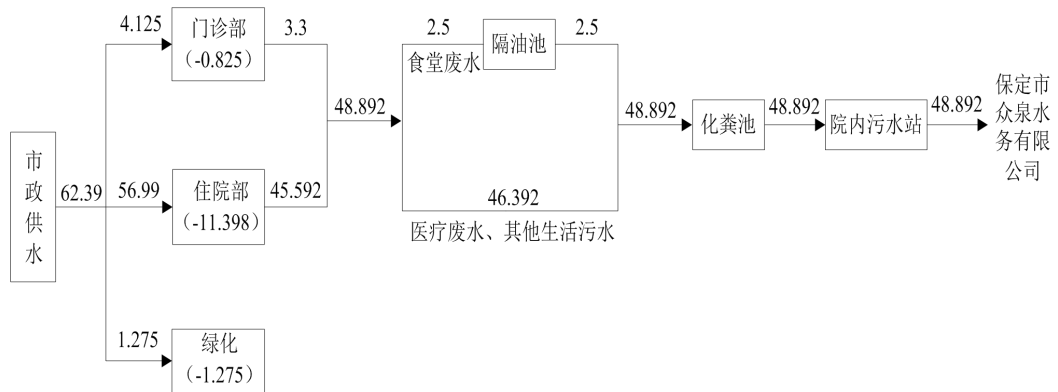 市政供水
62.39
4.125
门诊部
(-0.825)
3.3
56.99
住院部
(-11.398)
45.592
1.275
绿化
(-1.275)
48.892
2.5
隔油池
2.5
食堂废水
46.392
医疗废水、其他生活污水
48.892
化粪池
48.892
院内污水站
48.892
保定市
众泉水
务有限
公司